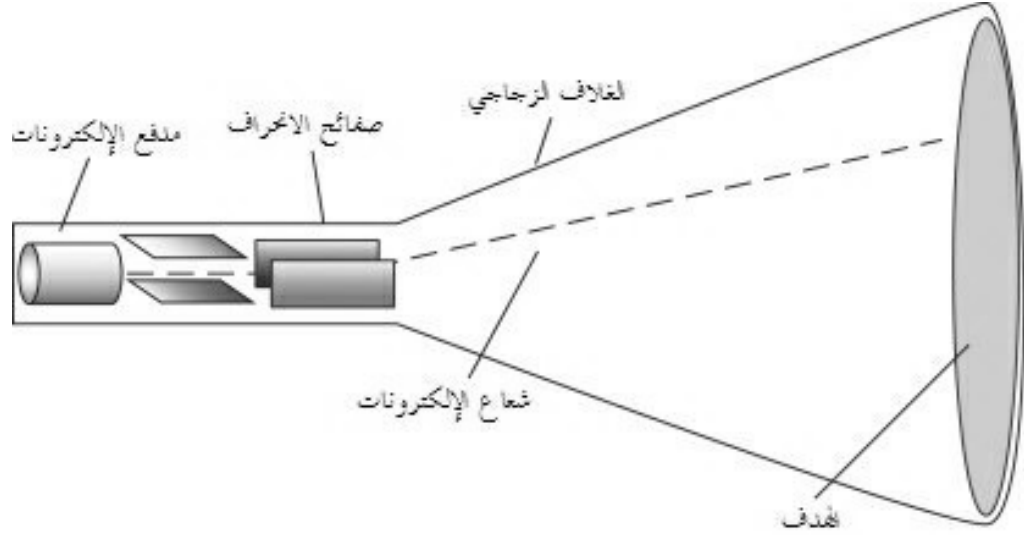 الغلاف الزجاجي
صفائح الانحراف
مدفع الإلكترونات
شعاع الإلكترونات
الهدف